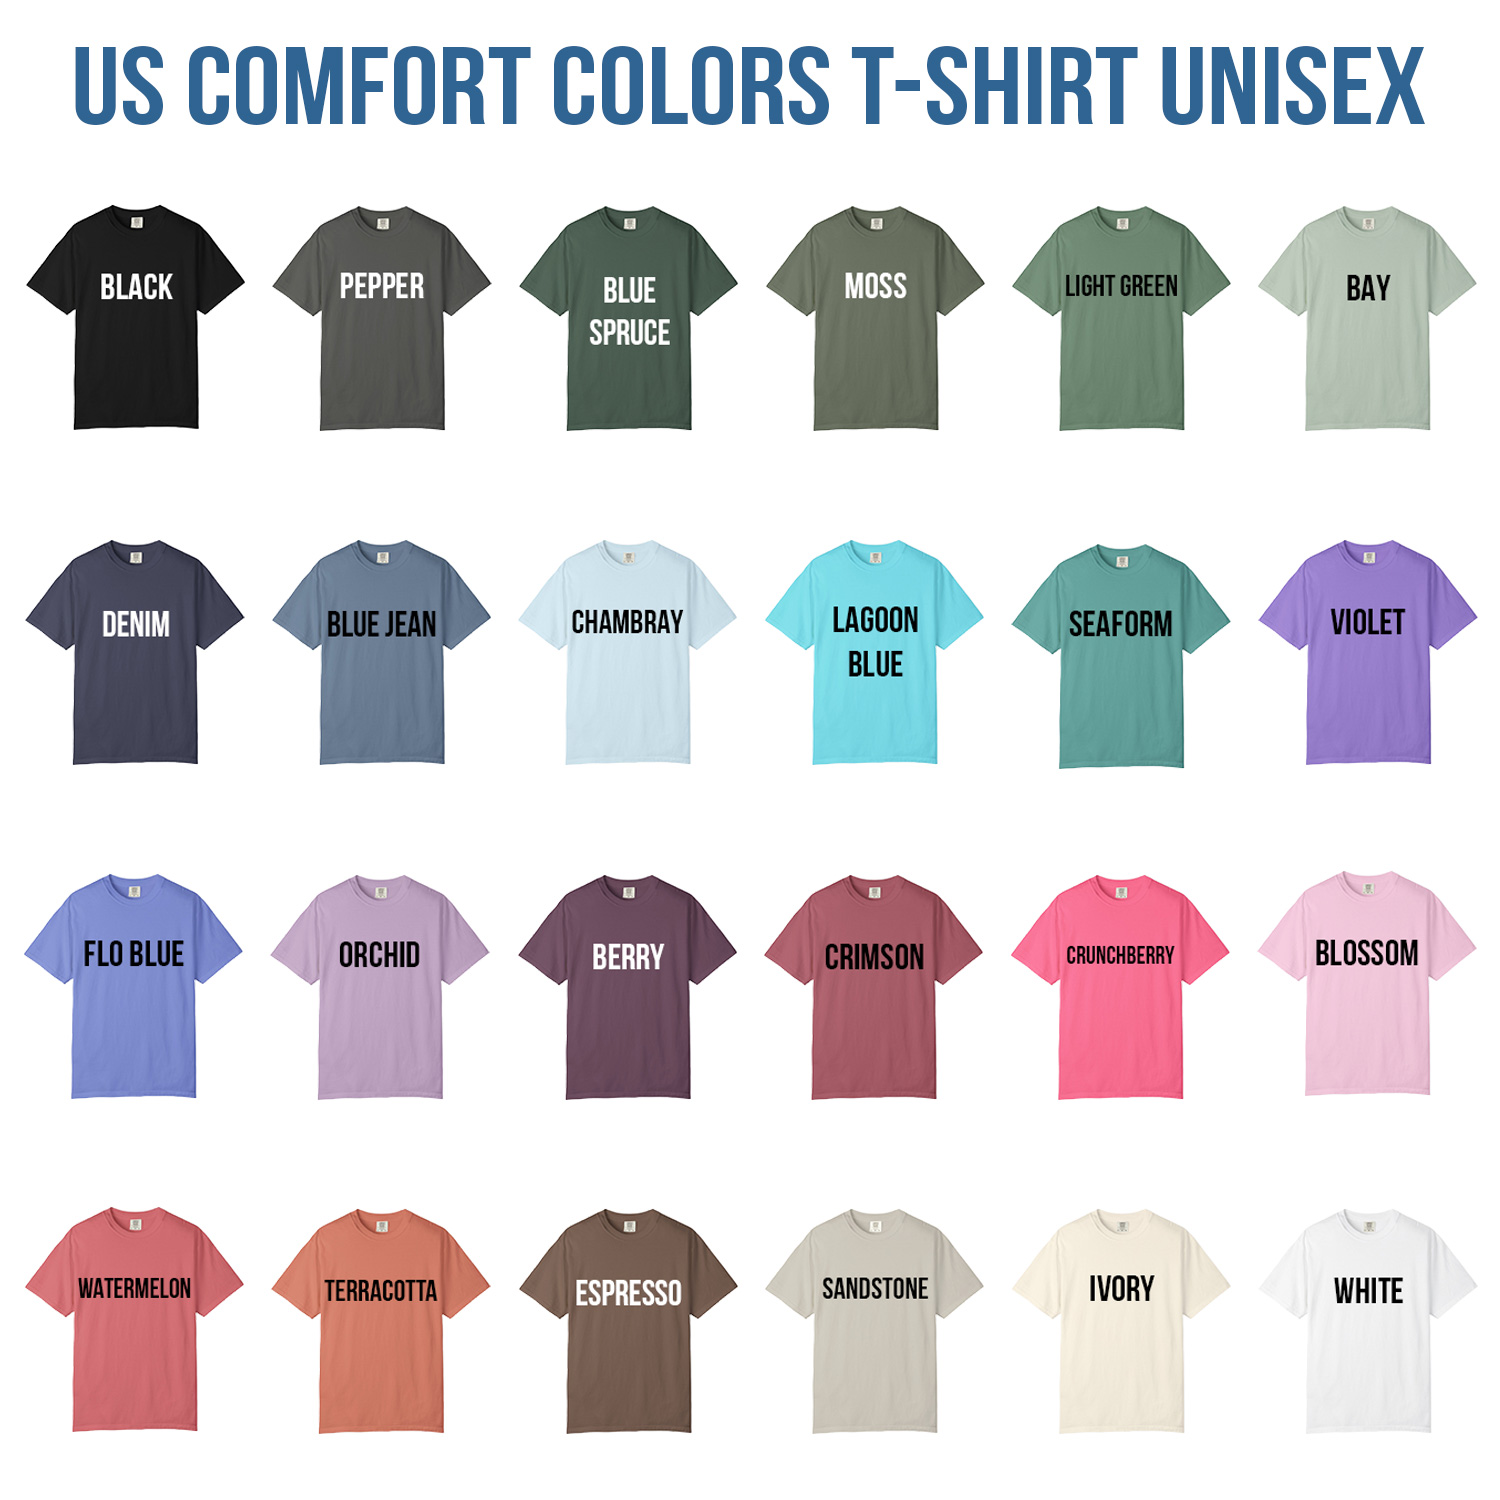 US COMFORT COLORS T-SHIRT UNISEX
BLACK
PEPPER
BLUE
SPRUCE
MOSS
LIGHT GREEN
BAY
DENIM
BLUE JEAN
CHAMBRAY
LAGOON
BLUE
SEAFORM
VIOLET
FLO BLUE
ORCHID
BERRY
CRIMSON
CRUNCHBERRY
BLOSSOM
WATERMELON
TERRACOTTA
ESPRESSO
SANDSTONE
IVORY
WHITE